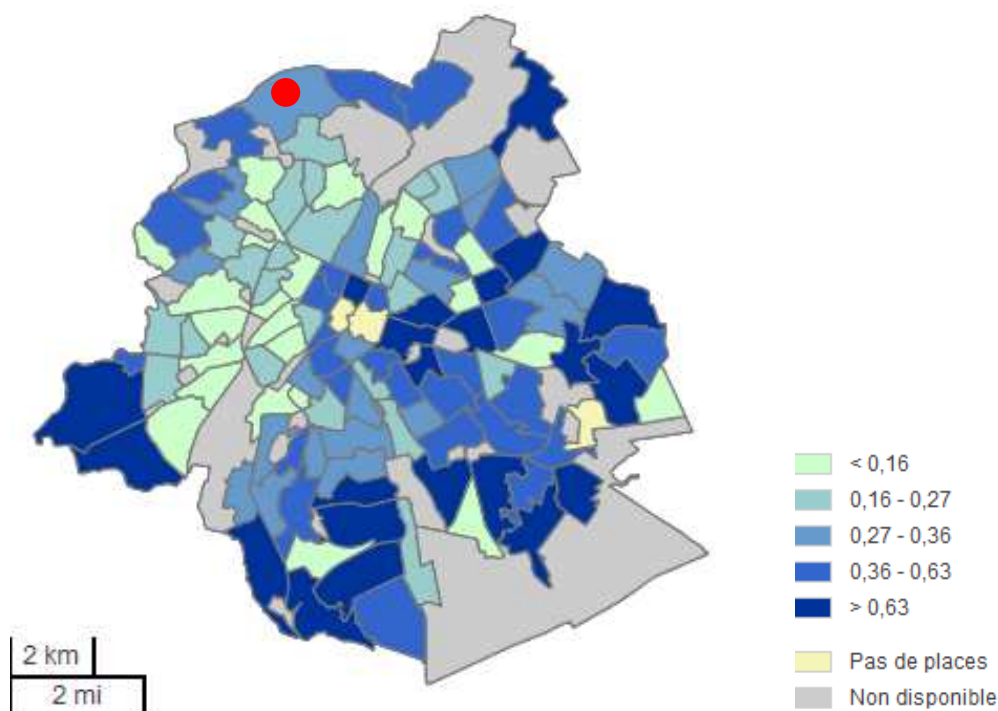 < 0,16
0,16 - 0,27
0,27 - 0,36
0,36 - 0,63
> 0,63
Pas de places
Non disponible
2 km
2 mi